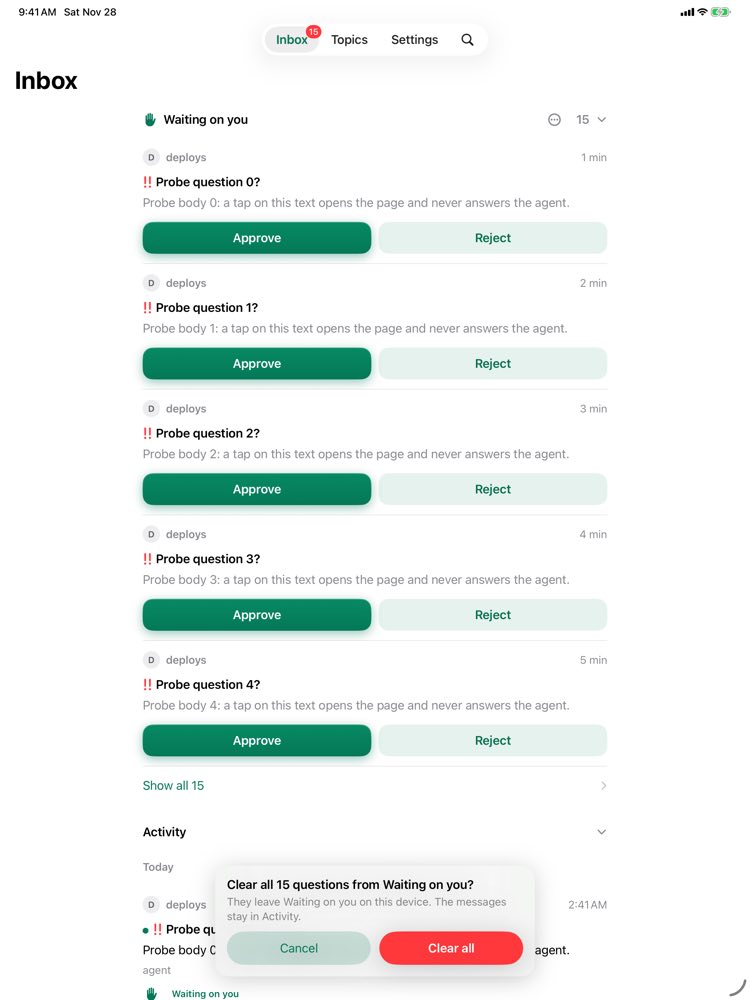 9:41 AM Sat Nov 28
Inbox 15 Topics Settings
Inbox
Waiting on you 15
D deploys 1 min
!! Probe question 0?
Probe body 0: a tap on this text opens the page and never answers the agent.
Approve Reject
D deploys 2 min
!! Probe question 1?
Probe body 1: a tap on this text opens the page and never answers the agent.
Approve Reject
D deploys 3 min
!! Probe question 2?
Probe body 2: a tap on this text opens the page and never answers the agent.
Approve Reject
D deploys 4 min
!! Probe question 3?
Probe body 3: a tap on this text opens the page and never answers the agent.
Approve Reject
D deploys 5 min
!! Probe question 4?
Probe body 4: a tap on this text opens the page and never answers the agent.
Approve Reject
Show all 15
Activity
Today
D deploys 2:41 AM
!! Probe qu
Probe body 0 agent.
agent
Waiting on you
Clear all 15 questions from Waiting on you?
They leave Waiting on you on this device. The messages
stay in Activity.
Cancel Clear all